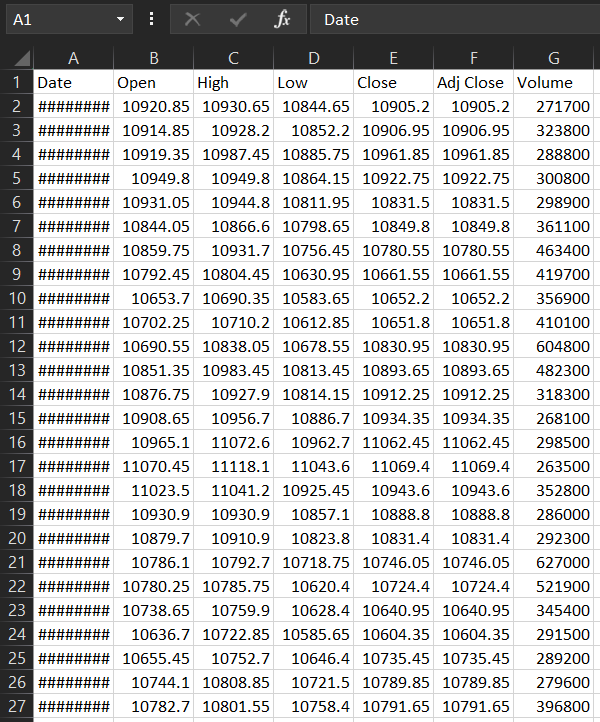 A1 fx Date
A B C D E F G
1 Date Open High Low Close Adj Close Volume
2 ######## 10920.85 10930.65 10844.65 10905.2 10905.2 271700
3 ######## 10914.85 10928.2 10852.2 10906.95 10906.95 323800
4 ######## 10919.35 10987.45 10885.75 10961.85 10961.85 288800
5 ######## 10949.8 10949.8 10864.15 10922.75 10922.75 300800
6 ######## 10931.05 10944.8 10811.95 10831.5 10831.5 298900
7 ######## 10844.05 10866.6 10798.65 10849.8 10849.8 361100
8 ######## 10859.75 10931.7 10756.45 10780.55 10780.55 463400
9 ######## 10792.45 10804.45 10630.95 10661.55 10661.55 419700
10 ######## 10653.7 10690.35 10583.65 10652.2 10652.2 356900
11 ######## 10702.25 10710.2 10612.85 10651.8 10651.8 410100
12 ######## 10690.55 10838.05 10678.55 10830.95 10830.95 604800
13 ######## 10851.35 10983.45 10813.45 10893.65 10893.65 482300
14 ######## 10876.75 10927.9 10814.15 10912.25 10912.25 318300
15 ######## 10908.65 10956.7 10886.7 10934.35 10934.35 268100
16 ######## 10965.1 11072.6 10962.7 11062.45 11062.45 298500
17 ######## 11070.45 11118.1 11043.6 11069.4 11069.4 263500
18 ######## 11023.5 11041.2 10925.45 10943.6 10943.6 352800
19 ######## 10930.9 10930.9 10857.1 10888.8 10888.8 286000
20 ######## 10879.7 10910.9 10823.8 10831.4 10831.4 292300
21 ######## 10786.1 10792.7 10718.75 10746.05 10746.05 627000
22 ######## 10780.25 10785.75 10620.4 10724.4 10724.4 521900
23 ######## 10738.65 10759.9 10628.4 10640.95 10640.95 345400
24 ######## 10636.7 10722.85 10585.65 10604.35 10604.35 291500
25 ######## 10655.45 10752.7 10646.4 10735.45 10735.45 289200
26 ######## 10744.1 10808.85 10721.5 10789.85 10789.85 279600
27 ######## 10782.7 10801.55 10758.4 10791.65 10791.65 396800